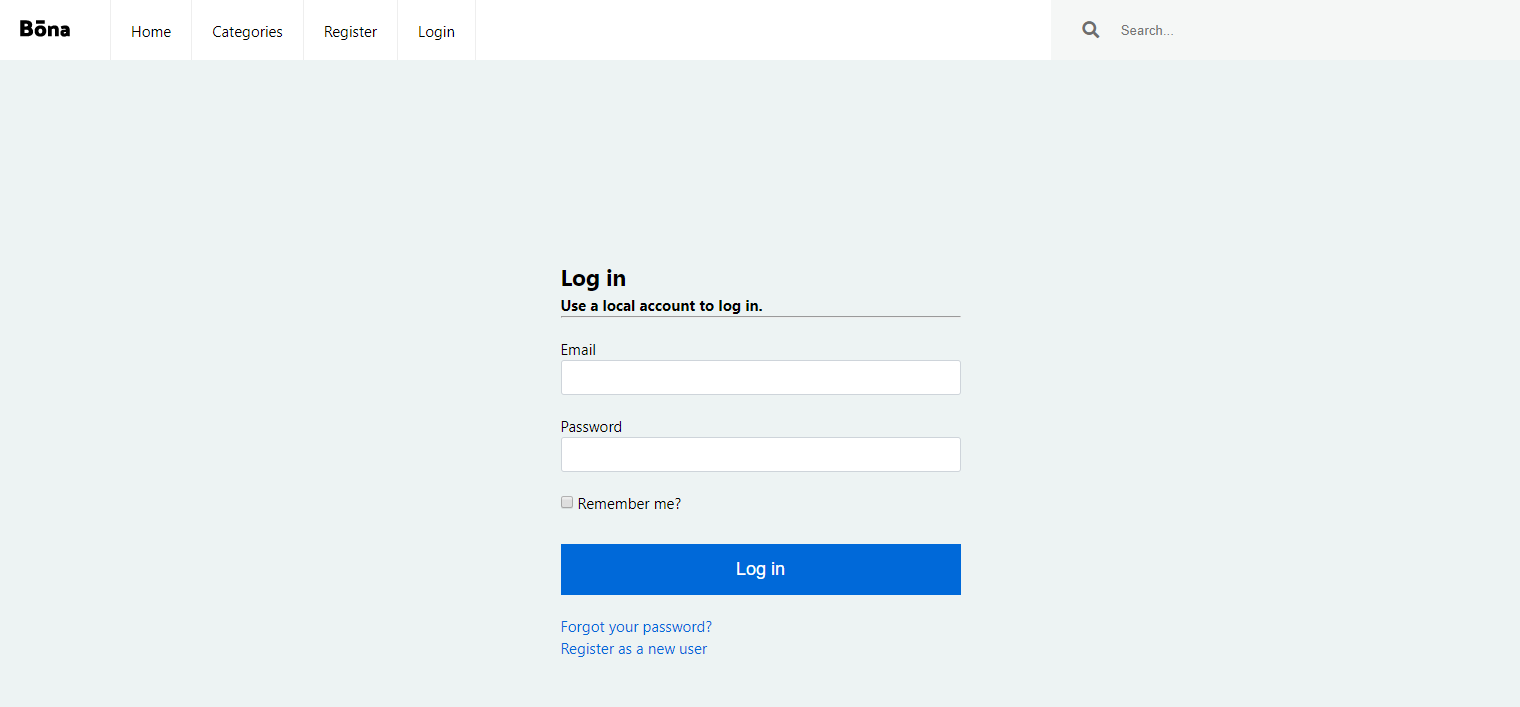 Bōna Home Categories Register Login Search...
Log in
Use a local account to log in.
Email
Password
Remember me?
Log in
Forgot your password?
Register as a new user